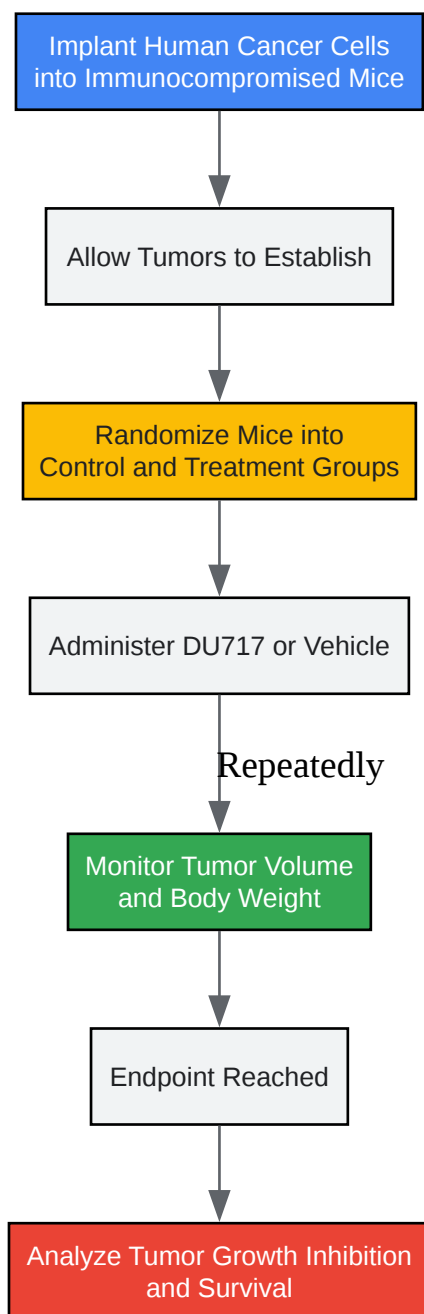 Implant Human Cancer Cells
into Immunocompromised Mice
Allow Tumors to Establish
Randomize Mice into
Control and Treatment Groups
Administer DU717 or Vehicle
Repeatedly
Monitor Tumor Volume
and Body Weight
Endpoint Reached
Analyze Tumor Growth Inhibition
and Survival